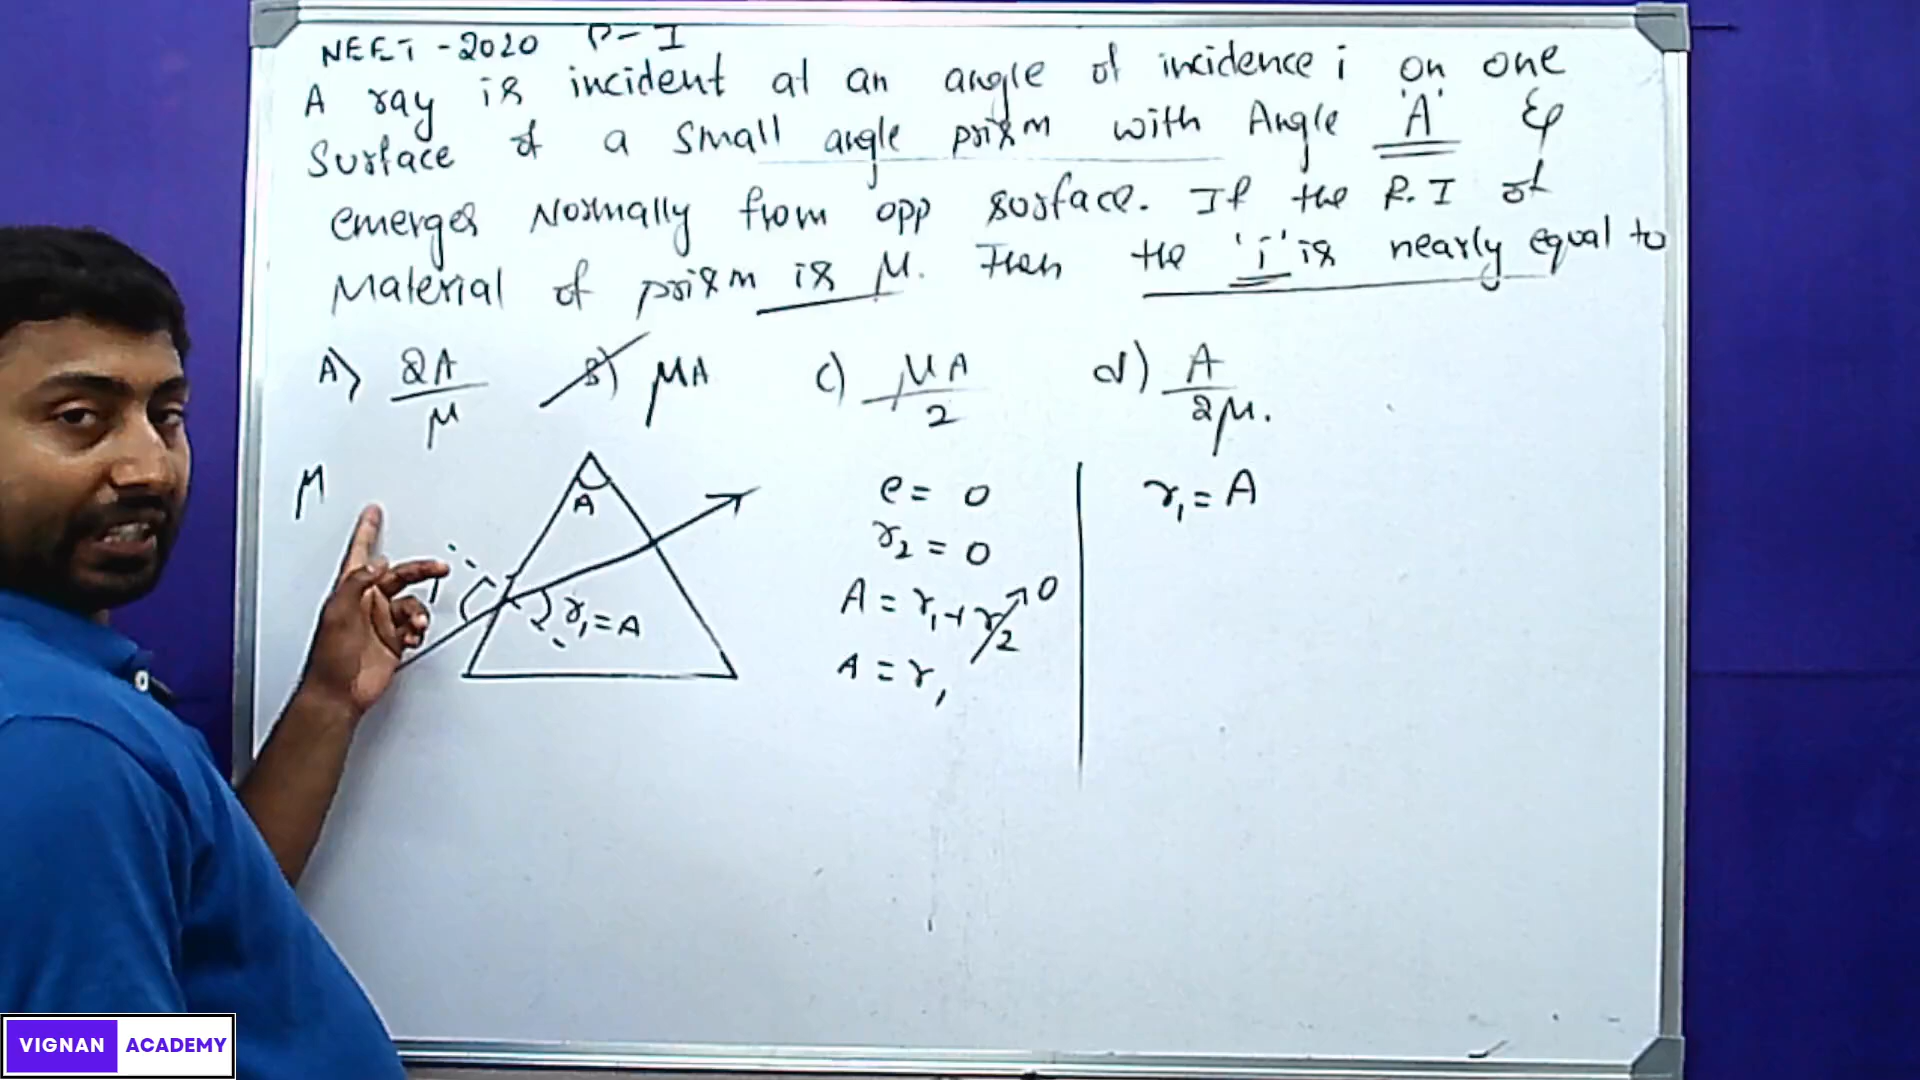 NEET - 2020 P-I
A ray is incident at an angle of incidence i on one
Surface of a small angle prism with Angle 'A' &
emerges Normally from opp surface. If the R.I of
Material of prism is μ. Then the 'i' is nearly equal to
A) 2A/μ B) μA C) μA/2 d) A/2μ.
μ
A
i
r₁ = A
e = 0
r₂ = 0
A = r₁ + r₂ 0
A = r₁
r₁ = A
VIGNAN ACADEMY